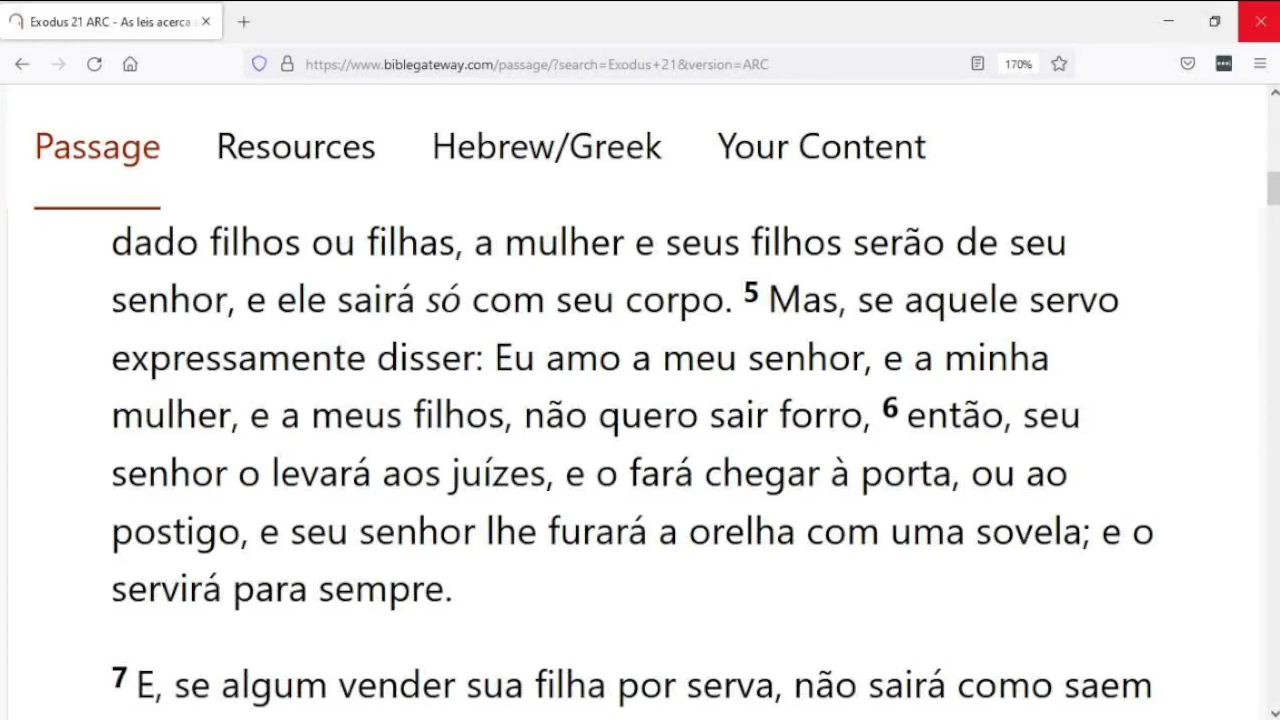 Exodus 21 ARC - As leis acerca
https://www.biblegateway.com/passage/?search=Exodus+21&version=ARC
170%
Passage Resources Hebrew/Greek Your Content
dado filhos ou filhas, a mulher e seus filhos serão de seu
senhor, e ele sairá só com seu corpo. 5 Mas, se aquele servo
expressamente disser: Eu amo a meu senhor, e a minha
mulher, e a meus filhos, não quero sair forro, 6 então, seu
senhor o levará aos juízes, e o fará chegar à porta, ou ao
postigo, e seu senhor lhe furará a orelha com uma sovela; e o
servirá para sempre.
7 E, se algum vender sua filha por serva, não sairá como saem